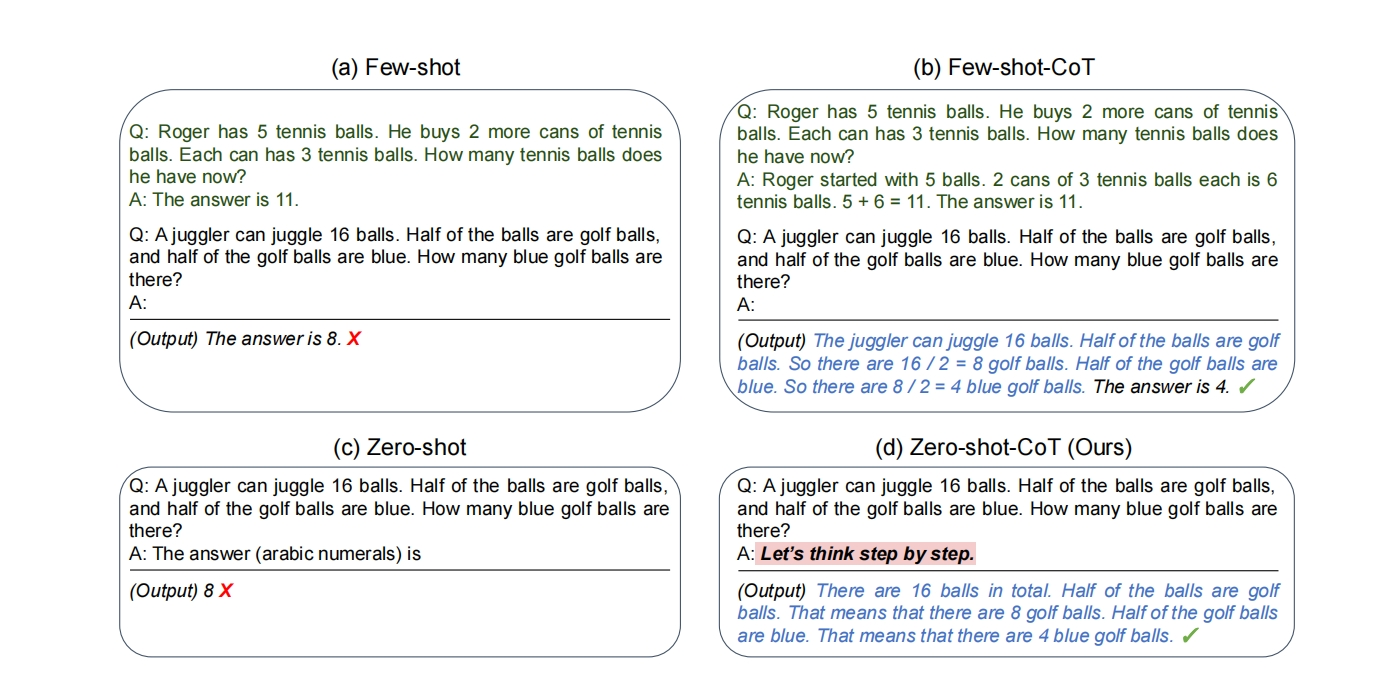 (a) Few-shot
Q: Roger has 5 tennis balls. He buys 2 more cans of tennis
balls. Each can has 3 tennis balls. How many tennis balls does
he have now?
A: The answer is 11.
Q: A juggler can juggle 16 balls. Half of the balls are golf balls,
and half of the golf balls are blue. How many blue golf balls are
there?
A:
(Output) The answer is 8. X
(b) Few-shot-CoT
Q: Roger has 5 tennis balls. He buys 2 more cans of tennis
balls. Each can has 3 tennis balls. How many tennis balls does
he have now?
A: Roger started with 5 balls. 2 cans of 3 tennis balls each is 6
tennis balls. 5 + 6 = 11. The answer is 11.
Q: A juggler can juggle 16 balls. Half of the balls are golf balls,
and half of the golf balls are blue. How many blue golf balls are
there?
A:
(Output) The juggler can juggle 16 balls. Half of the balls are golf
balls. So there are 16 / 2 = 8 golf balls. Half of the golf balls are
blue. So there are 8 / 2 = 4 blue golf balls. The answer is 4. ✓
(c) Zero-shot
Q: A juggler can juggle 16 balls. Half of the balls are golf balls,
and half of the golf balls are blue. How many blue golf balls are
there?
A: The answer (arabic numerals) is
(Output) 8 X
(d) Zero-shot-CoT (Ours)
Q: A juggler can juggle 16 balls. Half of the balls are golf balls,
and half of the golf balls are blue. How many blue golf balls are
there?
A: Let's think step by step.
(Output) There are 16 balls in total. Half of the balls are golf
balls. That means that there are 8 golf balls. Half of the golf balls
are blue. That means that there are 4 blue golf balls. ✓